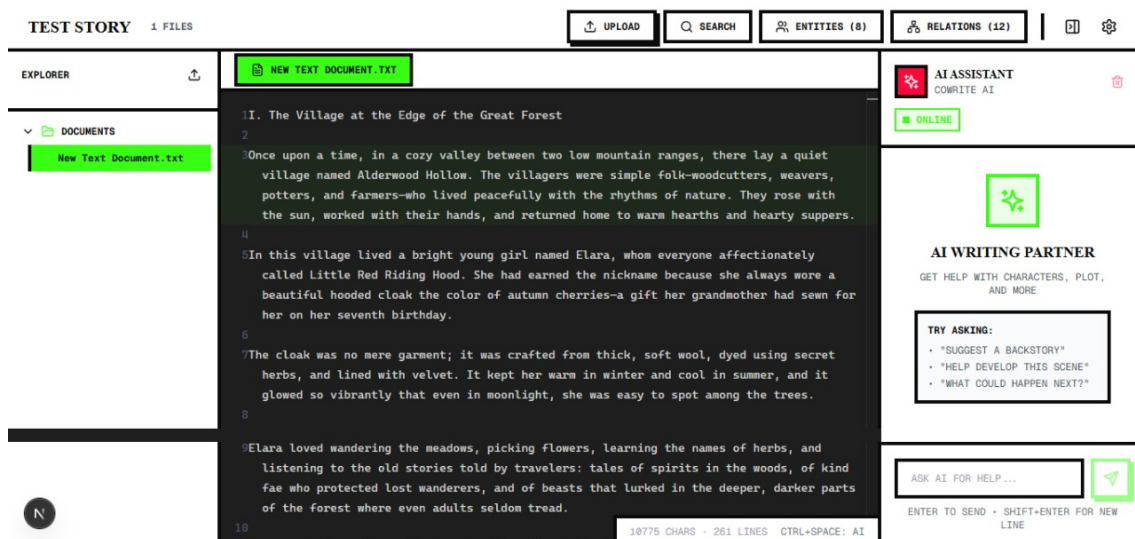 TEST STORY 1 FILES
UPLOAD
SEARCH
ENTITIES (8)
RELATIONS (12)
EXPLORER
DOCUMENTS
New Text Document.txt
NEW TEXT DOCUMENT.TXT
1I. The Village at the Edge of the Great Forest
2
3Once upon a time, in a cozy valley between two low mountain ranges, there lay a quiet
village named Alderwood Hollow. The villagers were simple folk—woodcutters, weavers,
potters, and farmers—who lived peacefully with the rhythms of nature. They rose with
the sun, worked with their hands, and returned home to warm hearths and hearty suppers.
4
5In this village lived a bright young girl named Elara, whom everyone affectionately
called Little Red Riding Hood. She had earned the nickname because she always wore a
beautiful hooded cloak the color of autumn cherries—a gift her grandmother had sewn for
her on her seventh birthday.
6
7The cloak was no mere garment; it was crafted from thick, soft wool, dyed using secret
herbs, and lined with velvet. It kept her warm in winter and cool in summer, and it
glowed so vibrantly that even in moonlight, she was easy to spot among the trees.
8
9Elara loved wandering the meadows, picking flowers, learning the names of herbs, and
listening to the old stories told by travelers: tales of spirits in the woods, of kind
fae who protected lost wanderers, and of beasts that lurked in the deeper, darker parts
of the forest where even adults seldom tread.
10
10775 CHARS · 261 LINES CTRL+SPACE: AI
AI ASSISTANT
COWRITE AI
ONLINE
AI WRITING PARTNER
GET HELP WITH CHARACTERS, PLOT,
AND MORE
TRY ASKING:
• "SUGGEST A BACKSTORY"
• "HELP DEVELOP THIS SCENE"
• "WHAT COULD HAPPEN NEXT?"
ASK AI FOR HELP...
ENTER TO SEND • SHIFT+ENTER FOR NEW
LINE
N